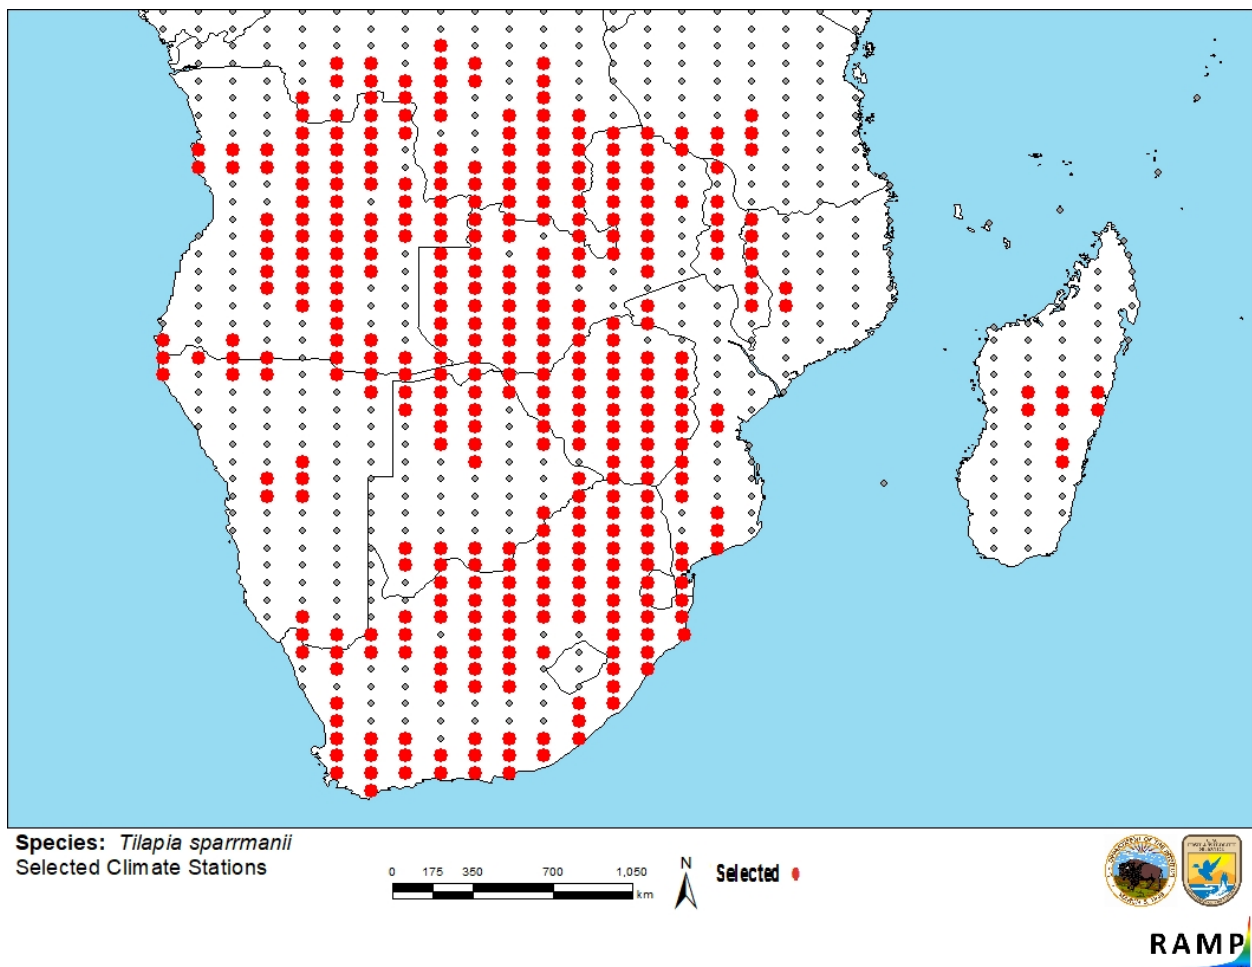 Species: Tilapia sparrmanii
Selected Climate Stations
0 175 350 700 1,050
km
N
Selected
RAMP